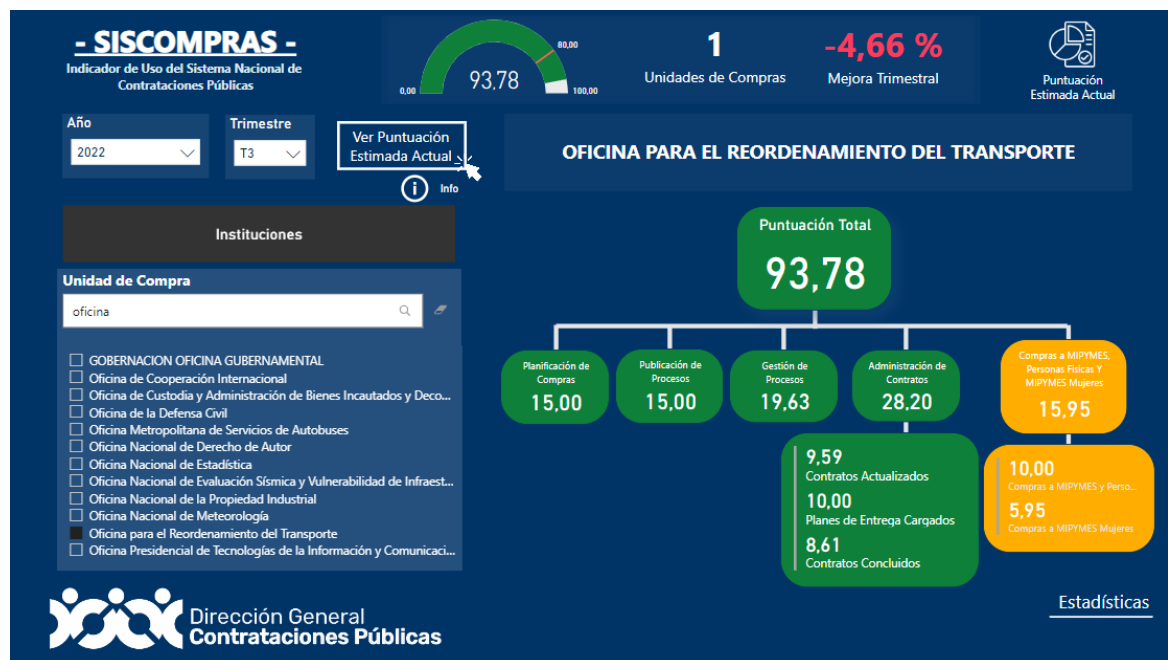 - SISCOMPRAS -
Indicador de Uso del Sistema Nacional de
Contrataciones Públicas
80,00
93,78
0,00
100,00
1
Unidades de Compras
-4,66 %
Mejora Trimestral
Puntuación
Estimada Actual
Año
2022
Trimestre
T3
Ver Puntuación
Estimada Actual
Info
OFICINA PARA EL REORDENAMIENTO DEL TRANSPORTE
Instituciones
Unidad de Compra
oficina
GOBERNACION OFICINA GUBERNAMENTAL
Oficina de Cooperación Internacional
Oficina de Custodia y Administración de Bienes Incautados y Deco...
Oficina de la Defensa Civil
Oficina Metropolitana de Servicios de Autobuses
Oficina Nacional de Derecho de Autor
Oficina Nacional de Estadística
Oficina Nacional de Evaluación Sísmica y Vulnerabilidad de Infraest...
Oficina Nacional de la Propiedad Industrial
Oficina Nacional de Meteorología
Oficina para el Reordenamiento del Transporte
Oficina Presidencial de Tecnologías de la Información y Comunicaci...
Puntuación Total
93,78
Planificación de
Compras
15,00
Publicación de
Procesos
15,00
Gestión de
Procesos
19,63
Administración de
Contratos
28,20
Compras a MIPYMES,
Personas Fisicas Y
MIPYMES Mujeres
15,95
9,59
Contratos Actualizados
10,00
Planes de Entrega Cargados
8,61
Contratos Concluidos
10,00
Compras a MIPYMES y Perso...
5,95
Compras a MIPYMES Mujeres
Dirección General
Contrataciones Públicas
Estadísticas